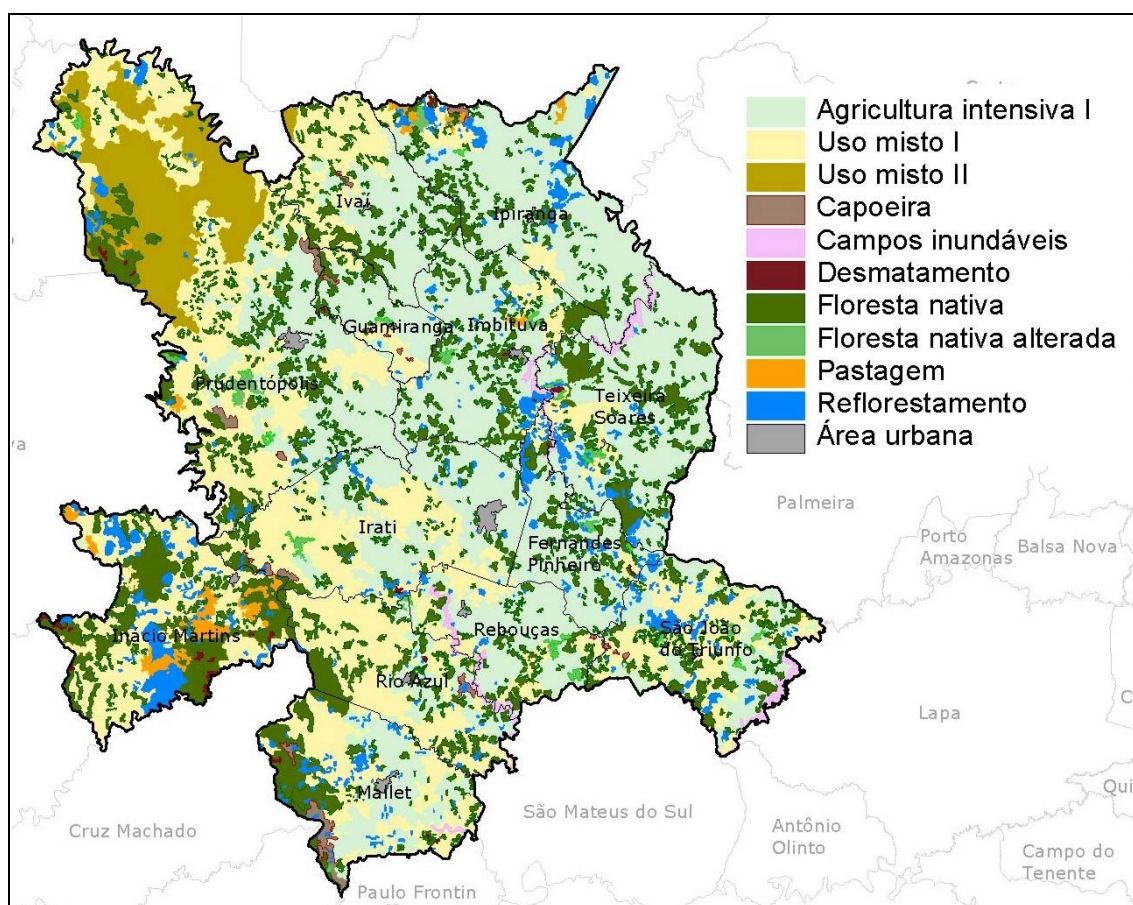 Agricultura intensiva I
Uso misto I
Uso misto II
Capoeira
Campos inundáveis
Desmatamento
Floresta nativa
Floresta nativa alterada
Pastagem
Reflorestamento
Área urbana
Ivaí
Ipiranga
Guamiranga
Imbituva
Prudentópolis
Teixeira
Soares
Palmeira
Irati
Porto
Amazonas
Balsa Nova
Fernandes
Pinheiro
Inácio Martins
Rebouças
São João
do Triunfo
Rio Azul
Lapa
Mallet
São Mateus do Sul
Cruz Machado
Antônio
Olinto
Campo do
Tenente
Paulo Frontin